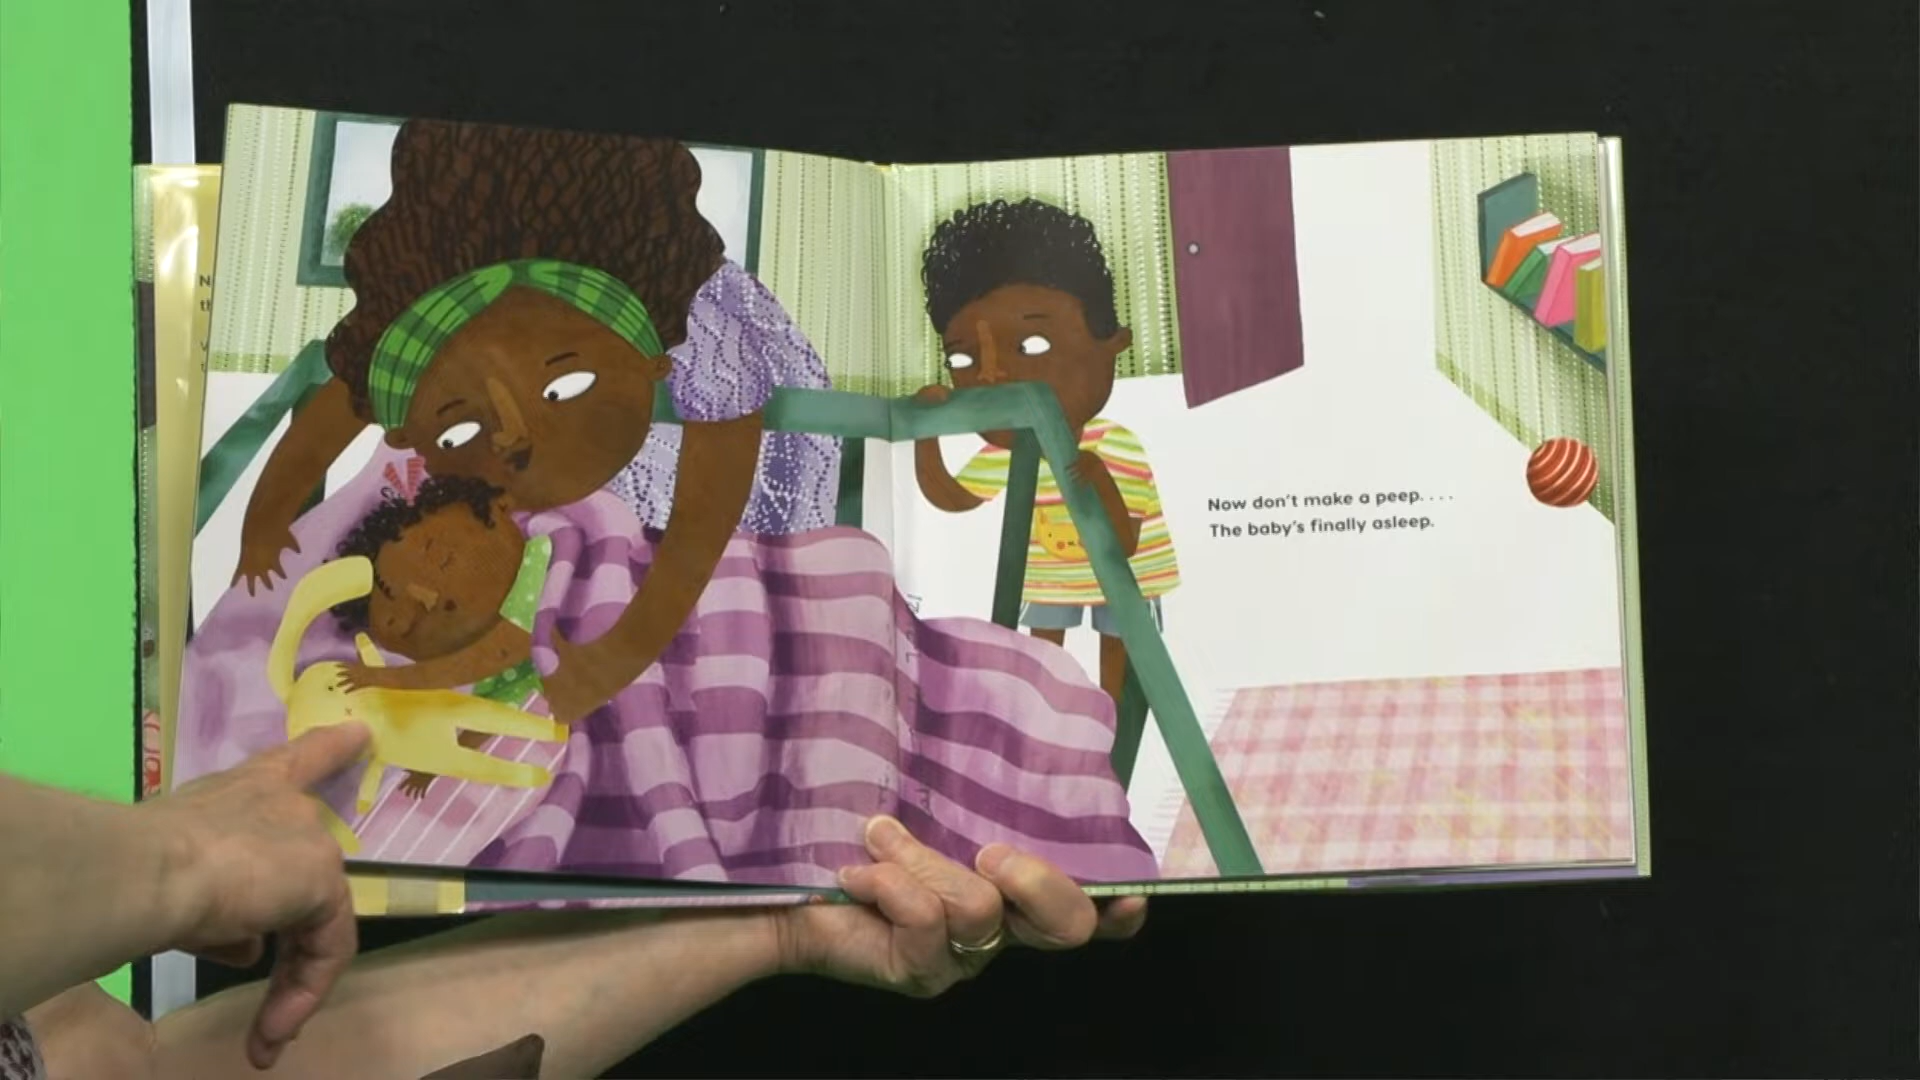 Now don't make a peep. . . .
The baby's finally asleep.